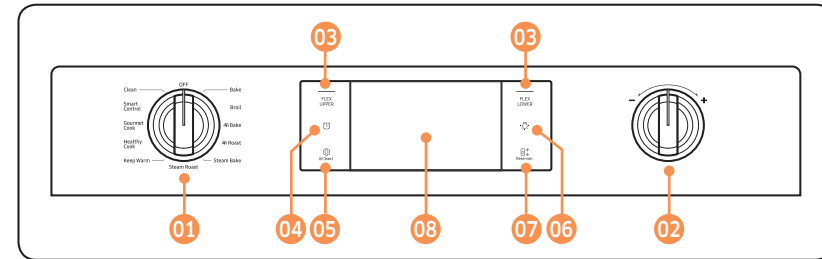 03
03
OFF
Clean
Bake
Smart
Control
Broil
Gourmet
Cook
Bake
Healthy
Cook
Roast
Keep Warm
Steam Bake
Steam Roast
FLEX
UPPER
FLEX
LOWER
-
+
01
04
05
08
07
06
02